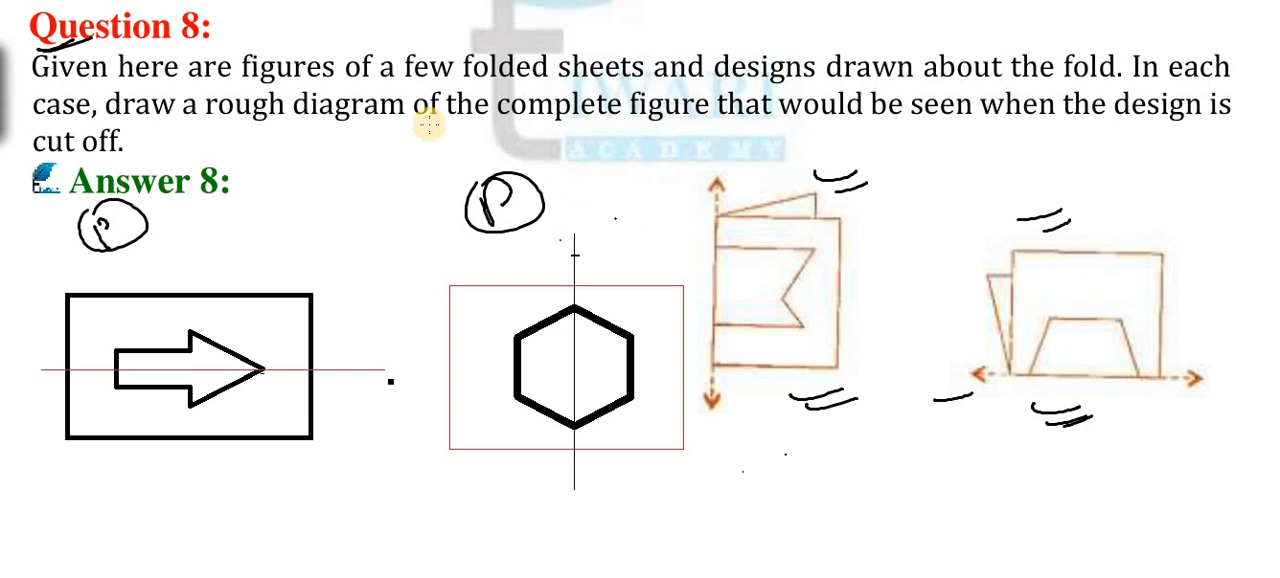 Question 8:
Given here are figures of a few folded sheets and designs drawn about the fold. In each
case, draw a rough diagram of the complete figure that would be seen when the design is
cut off.
Answer 8:
IWARI
ACADEMY
P